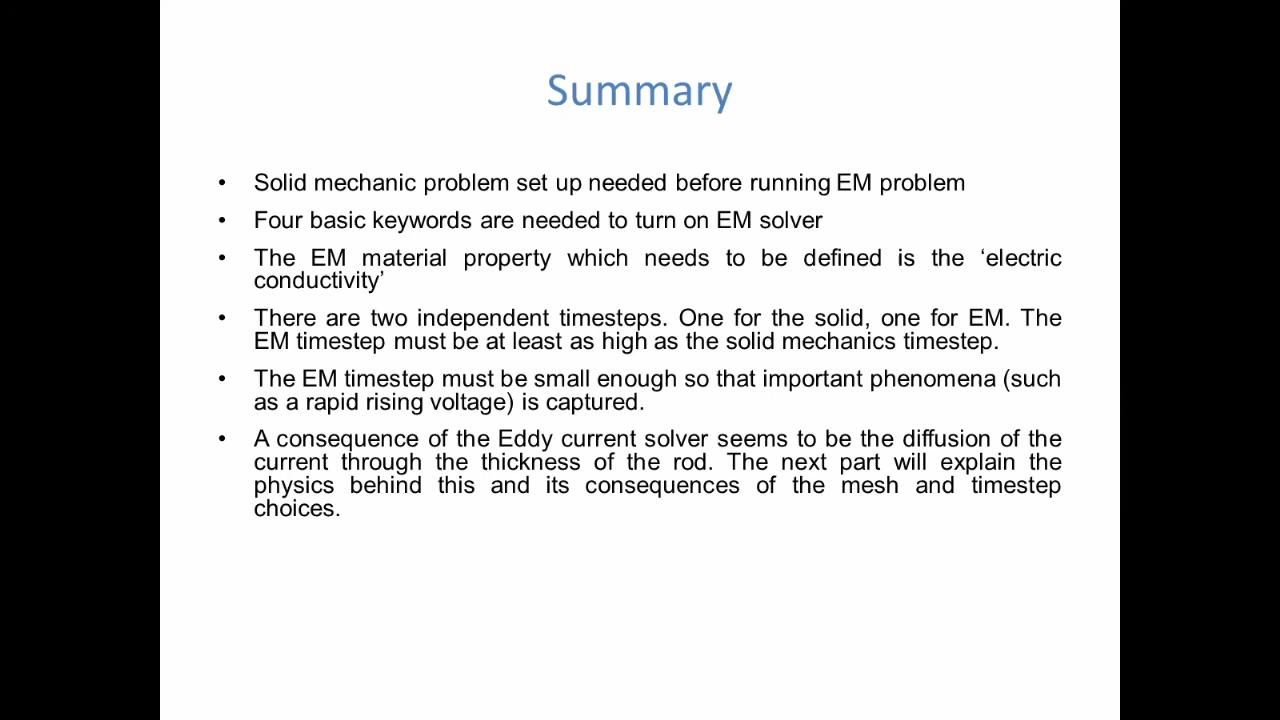 Summary
• Solid mechanic problem set up needed before running EM problem
• Four basic keywords are needed to turn on EM solver
• The EM material property which needs to be defined is the ‘electric
conductivity’
• There are two independent timesteps. One for the solid, one for EM. The
EM timestep must be at least as high as the solid mechanics timestep.
• The EM timestep must be small enough so that important phenomena (such
as a rapid rising voltage) is captured.
• A consequence of the Eddy current solver seems to be the diffusion of the
current through the thickness of the rod. The next part will explain the
physics behind this and its consequences of the mesh and timestep
choices.